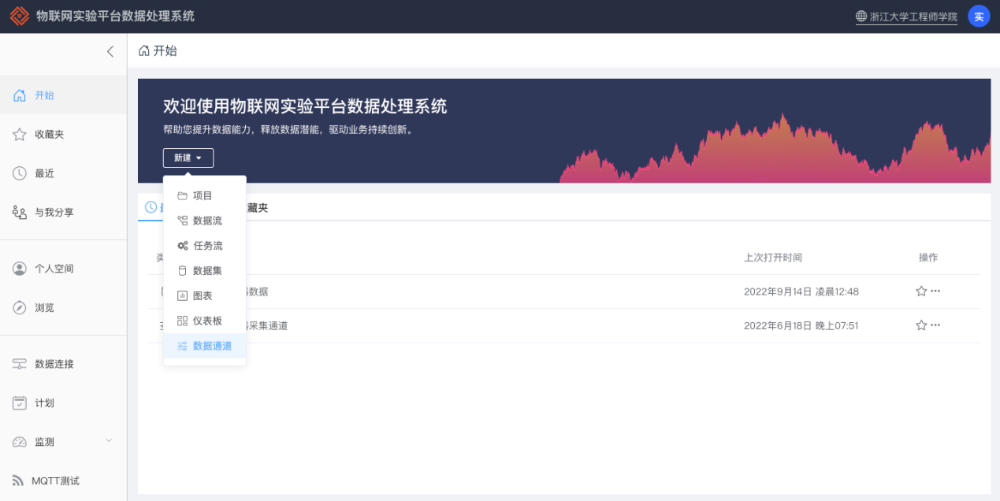 物联网实验平台数据处理系统
浙江大学工程师学院
实
开始
开始
收藏夹
最近
与我分享
个人空间
浏览
数据连接
计划
监测
MQTT测试
欢迎使用物联网实验平台数据处理系统
帮助您提升数据能力，释放数据潜能，驱动业务持续创新。
新建
项目
数据流
任务流
数据集
图表
仪表板
数据通道
藏夹
上次打开时间
操作
数据
2022年9月14日 凌晨12:48
采集通道
2022年6月18日 晚上07:51